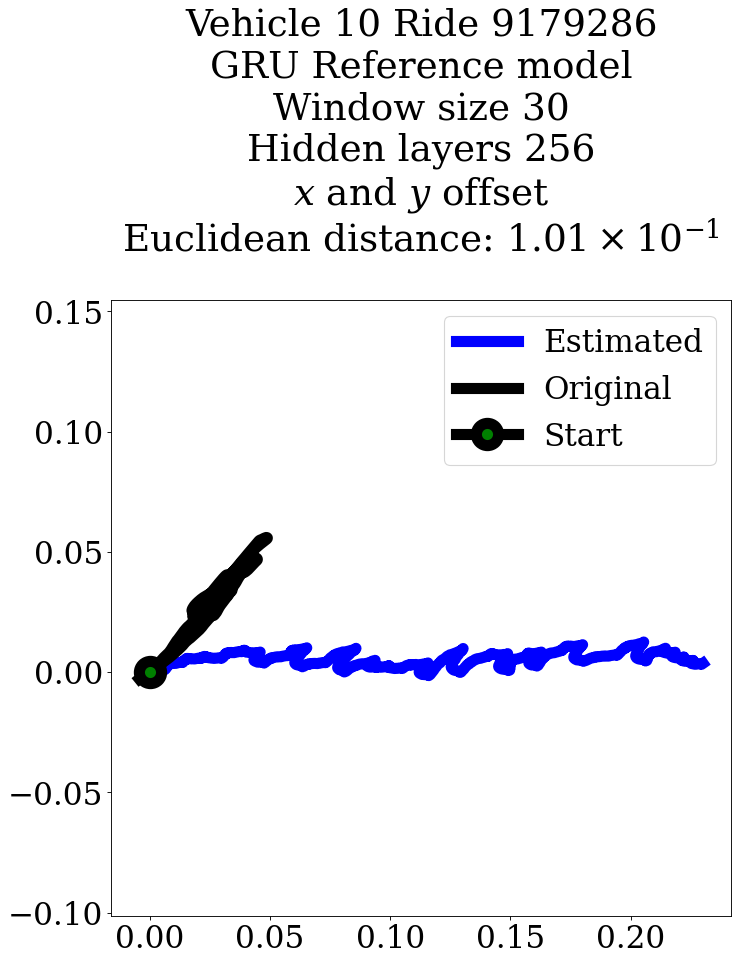 Vehicle 10 Ride 9179286
GRU Reference model
Window size 30
Hidden layers 256
x and y offset
Euclidean distance: 1.01 × 10⁻¹
Estimated
Original
Start
0.15
0.10
0.05
0.00
−0.05
−0.10
0.00 0.05 0.10 0.15 0.20